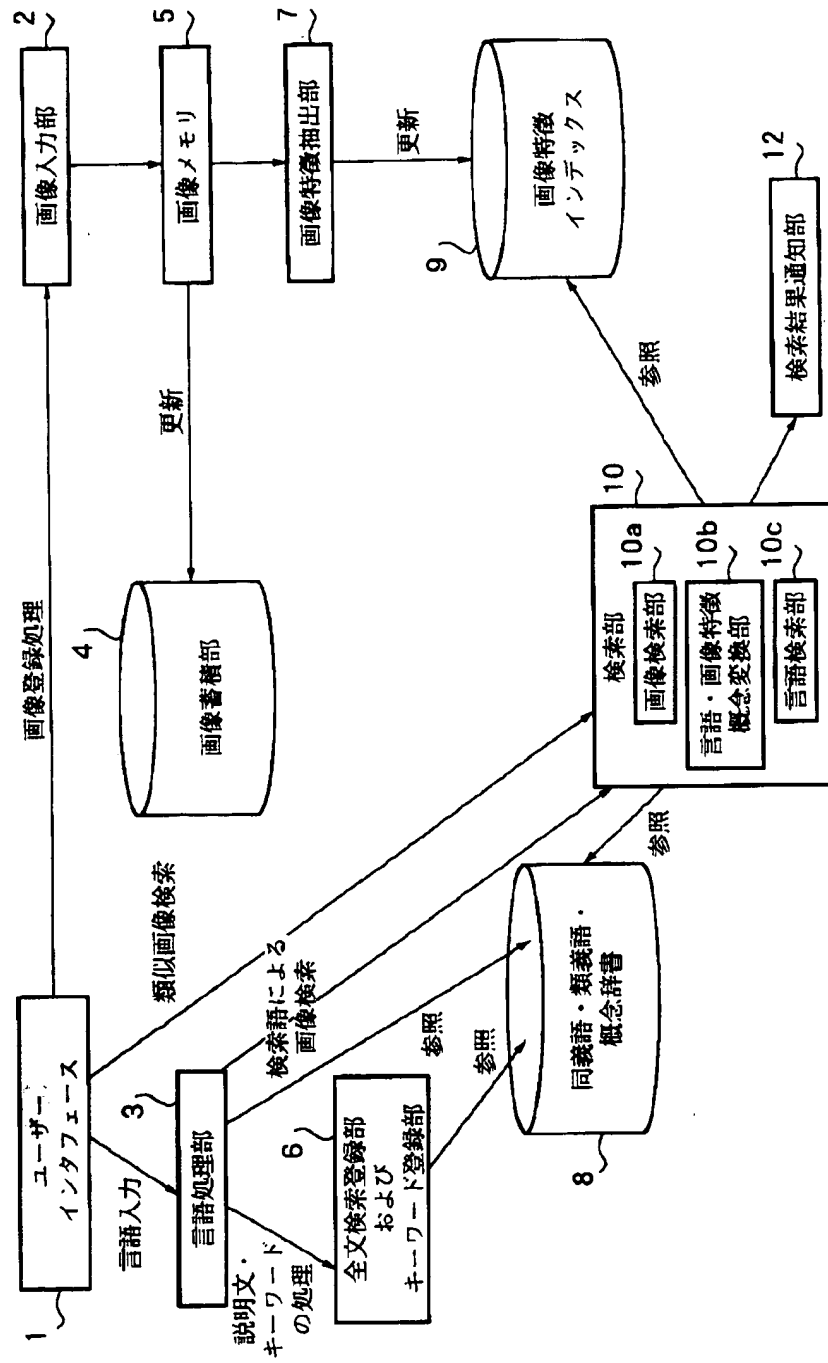 1
ユーザー
インタフェース
画像登録処理
2
画像入力部
言語入力
類似画像検索
3
言語処理部
検索語による
画像検索
4
画像蓄積部
更新
5
画像メモリ
説明文・
キーワード
の処理
6
全文検索登録部
および
キーワード登録部
参照
参照
7
画像特徴抽出部
更新
8
同義語・類義語・
概念辞書
参照
9
画像特徴
インデックス
参照
10
検索部
10a
画像検索部
10b
言語・画像特徴
概念変換部
10c
言語検索部
12
検索結果通知部